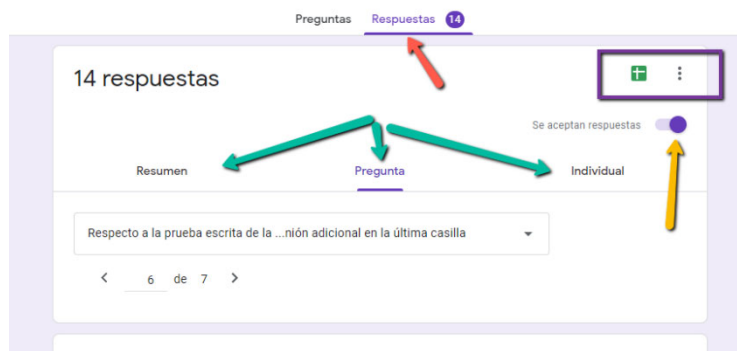 Preguntas Respuestas 14
14 respuestas
Se aceptan respuestas
Resumen Pregunta Individual
Respecto a la prueba escrita de la ...nión adicional en la última casilla
< 6 de 7 >